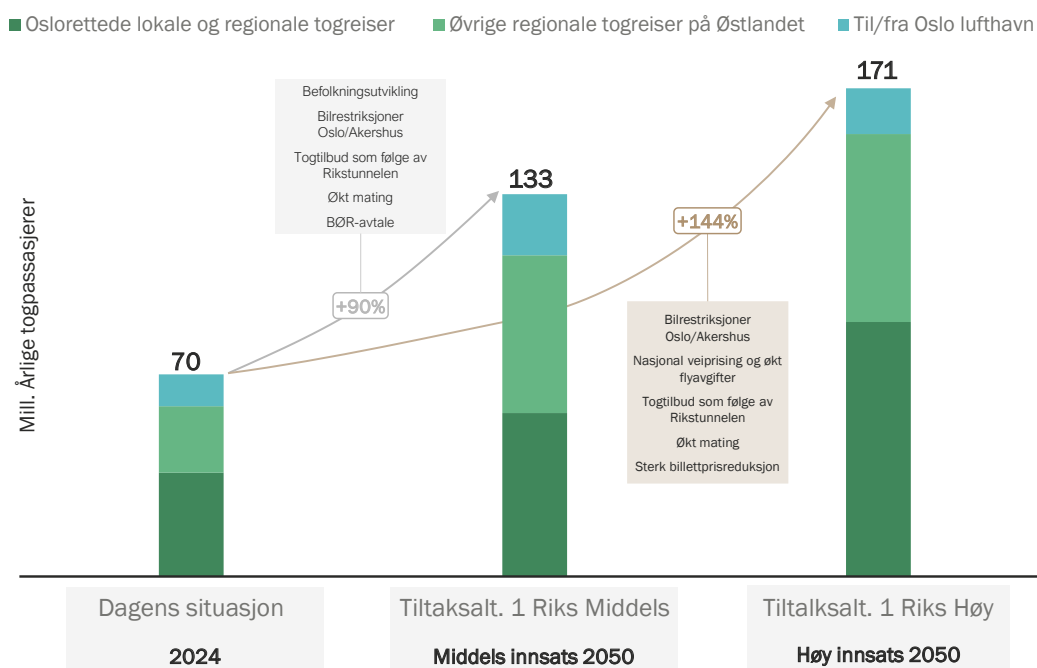 Oslorettede lokale og regionale togreiser
Øvrige regionale togreiser på Østlandet
Til/fra Oslo lufthavn
Mill. Årlige togpassasjerer
70
133
171
Befolkningsutvikling
Bilrestriksjoner
Oslo/Akershus
Togtilbud som følge av
Rikstunnelen
Økt mating
BØR-avtale
+90%
+144%
Bilrestriksjoner
Oslo/Akershus
Nasjonal veiprising og økt
flyavgifter
Togtilbud som følge av
Rikstunnelen
Økt mating
Sterk billettprisreduksjon
Dagens situasjon
2024
Tiltaksalt. 1 Riks Middels
Middels innsats 2050
Tiltalksalt. 1 Riks Høy
Høy innsats 2050